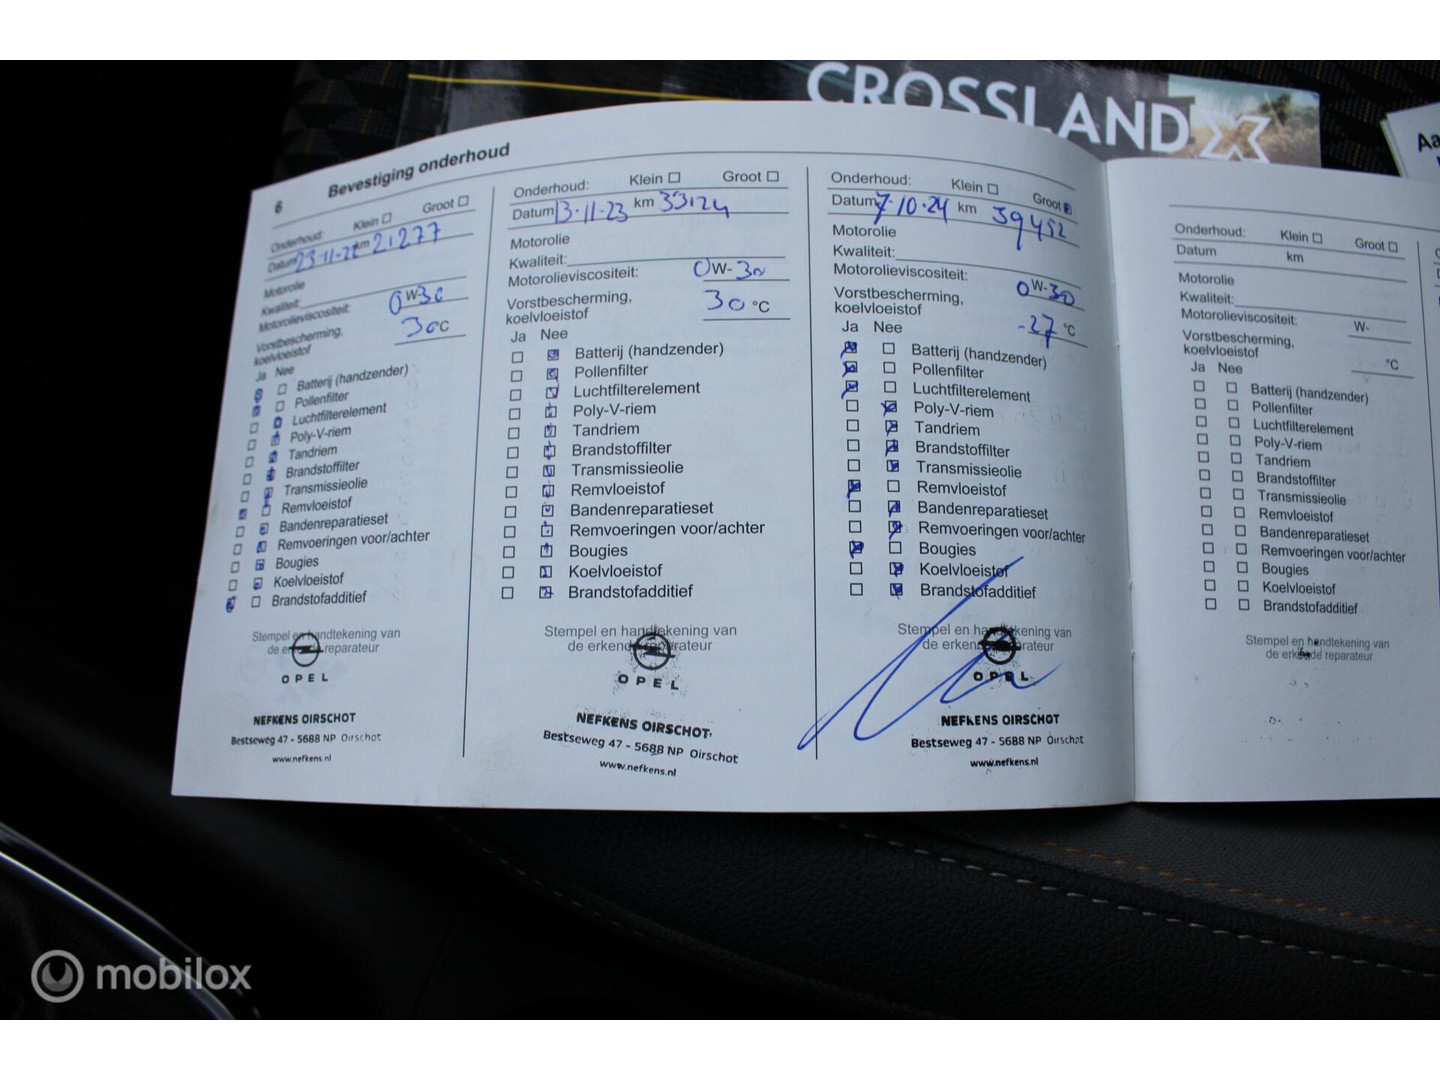 CROSSLAND X
Aa
6 Bevestiging onderhoud
Onderhoud: Klein Groot
Datum 23-11-22 km 21277
Motorolie
Kwaliteit:
Motorolieviscositeit: 0W-30
Vorstbescherming,
koelvloeistof 30°C
Ja Nee
Batterij (handzender)
Pollenfilter
Luchtfilterelement
Poly-V-riem
Tandriem
Brandstoffilter
Transmissieolie
Remvloeistof
Bandenreparatieset
Remvoeringen voor/achter
Bougies
Koelvloeistof
Brandstofadditief
Stempel en handtekening van
de erkende reparateur
OPEL
NEFKENS OIRSCHOT
Bestseweg 47 - 5688 NP Oirschot
www.nefkens.nl
Onderhoud: Klein Groot
Datum 13-11-23 km 33124
Motorolie
Kwaliteit:
Motorolieviscositeit: 0W-30
Vorstbescherming,
koelvloeistof 30 °C
Ja Nee
Batterij (handzender)
Pollenfilter
Luchtfilterelement
Poly-V-riem
Tandriem
Brandstoffilter
Transmissieolie
Remvloeistof
Bandenreparatieset
Remvoeringen voor/achter
Bougies
Koelvloeistof
Brandstofadditief
Stempel en handtekening van
de erkende reparateur
OPEL
NEFKENS OIRSCHOT
Bestseweg 47 - 5688 NP Oirschot
www.nefkens.nl
Onderhoud: Klein Groot
Datum 7-10-24 km 39452
Motorolie
Kwaliteit:
Motorolieviscositeit: 0W-30
Vorstbescherming,
koelvloeistof -27 °C
Ja Nee
Batterij (handzender)
Pollenfilter
Luchtfilterelement
Poly-V-riem
Tandriem
Brandstoffilter
Transmissieolie
Remvloeistof
Bandenreparatieset
Remvoeringen voor/achter
Bougies
Koelvloeistof
Brandstofadditief
Stempel en handtekening van
de erkende reparateur
OPEL
NEFKENS OIRSCHOT
Bestseweg 47 - 5688 NP Oirschot
www.nefkens.nl
Onderhoud: Klein Groot
Datum km
Motorolie
Kwaliteit:
Motorolieviscositeit: W-
Vorstbescherming,
koelvloeistof °C
Ja Nee
Batterij (handzender)
Pollenfilter
Luchtfilterelement
Poly-V-riem
Tandriem
Brandstoffilter
Transmissieolie
Remvloeistof
Bandenreparatieset
Remvoeringen voor/achter
Bougies
Koelvloeistof
Brandstofadditief
Stempel en handtekening van
de erkende reparateur
mobilox